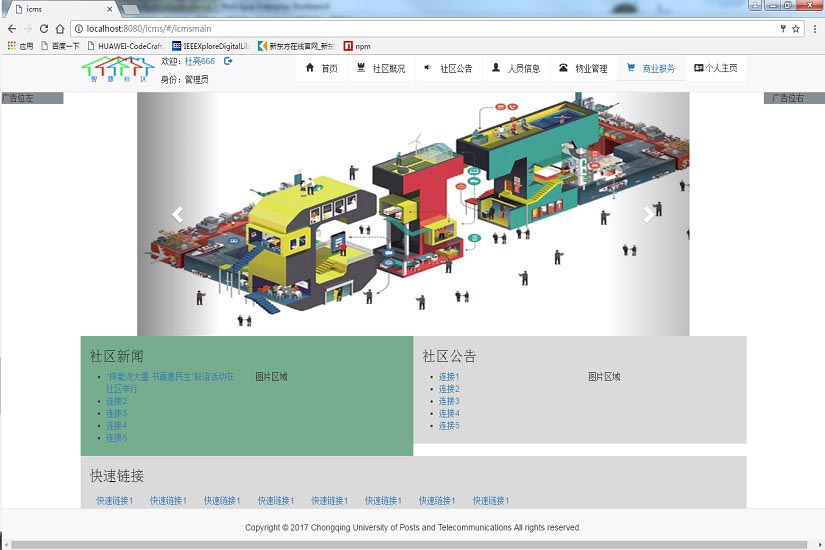 icms
localhost:8080/icms/#/icmsmain
应用 百度一下 HUAWEI-CodeCraft IEEEXploreDigitalLib 新东方在线官网_新东 npm
智 慧 社 区
欢迎：杜亮666
身份：管理员
首页 社区概况 社区公告 人员信息 物业管理 商业服务 个人主页
广告位左
广告位右
社区新闻
“挥毫泼大墨 书画惠民生”联谊活动在
社区举行
连接2
连接3
连接4
连接5
图片区域
社区公告
连接1
连接2
连接3
连接4
连接5
图片区域
快速链接
快速链接1 快速链接1 快速链接1 快速链接1 快速链接1 快速链接1 快速链接1 快速链接1
Copyright © 2017 Chongqing University of Posts and Telecommunications All rights reserved.